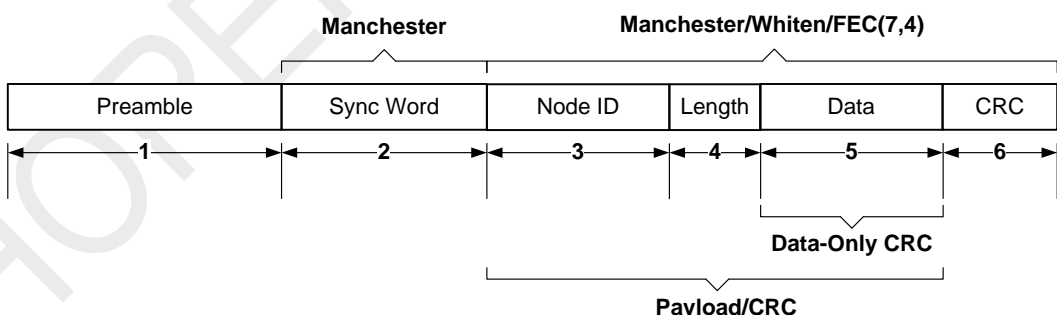 Manchester
Manchester/Whiten/FEC(7,4)
Preamble Sync Word Node ID Length Data CRC
1 2 3 4 5 6
Data-Only CRC
Payload/CRC
HOPE